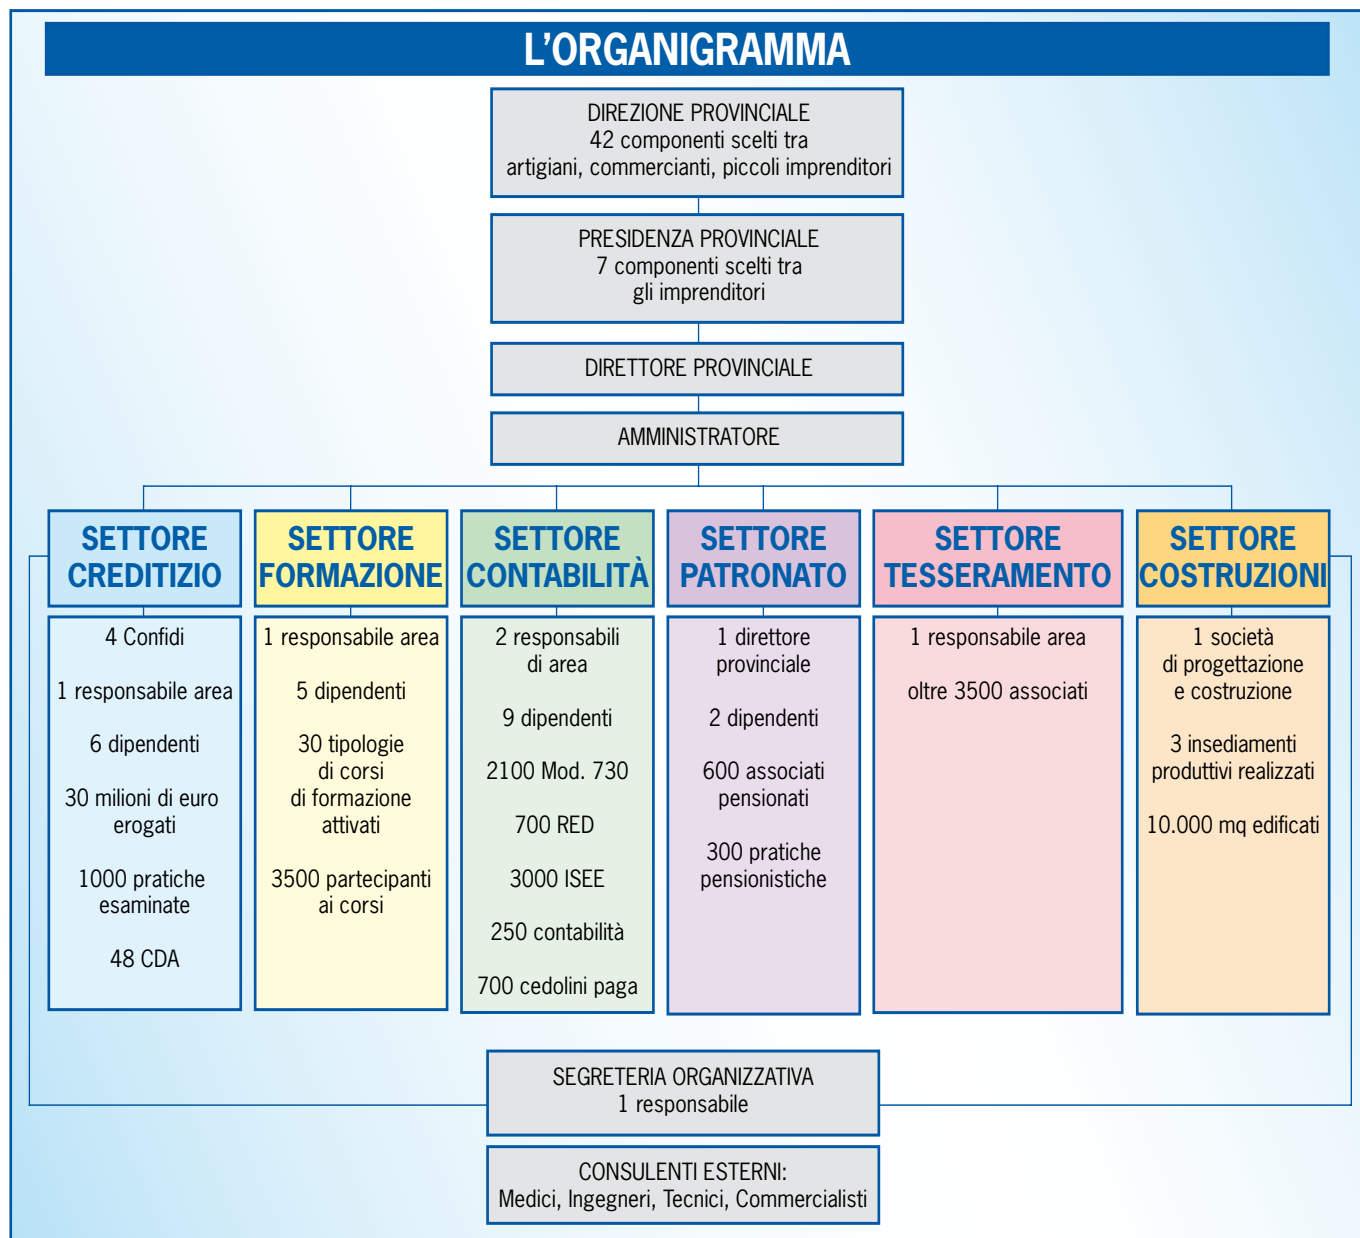 L'ORGANIGRAMMA
DIREZIONE PROVINCIALE
42 componenti scelti tra
artigiani, commercianti, piccoli imprenditori
PRESIDENZA PROVINCIALE
7 componenti scelti tra
gli imprenditori
DIRETTORE PROVINCIALE
AMMINISTRATORE
SETTORE
CREDITIZIO
4 Confidi
1 responsabile area
6 dipendenti
30 milioni di euro
erogati
1000 pratiche
esaminate
48 CDA
SETTORE
FORMAZIONE
1 responsabile area
5 dipendenti
30 tipologie
di corsi
di formazione
attivati
3500 partecipanti
ai corsi
SETTORE
CONTABILITÀ
2 responsabili
di area
9 dipendenti
2100 Mod. 730
700 RED
3000 ISEE
250 contabilità
700 cedolini paga
SETTORE
PATRONATO
1 direttore
provinciale
2 dipendenti
600 associati
pensionati
300 pratiche
pensionistiche
SETTORE
TESSERAMENTO
1 responsabile area
oltre 3500 associati
SETTORE
COSTRUZIONI
1 società
di progettazione
e costruzione
3 insediamenti
produttivi realizzati
10.000 mq edificati
SEGRETERIA ORGANIZZATIVA
1 responsabile
CONSULENTI ESTERNI:
Medici, Ingegneri, Tecnici, Commercialisti